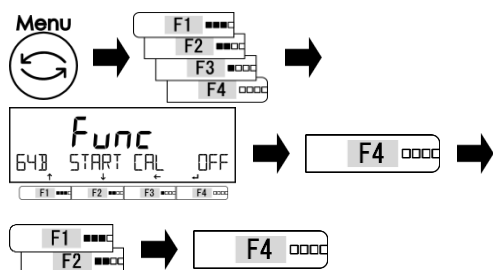 Menu
F1
F2
F3
F4
Func
64B START CAL OFF
F1 F2 F3 F4
F4
F1
F2
F4